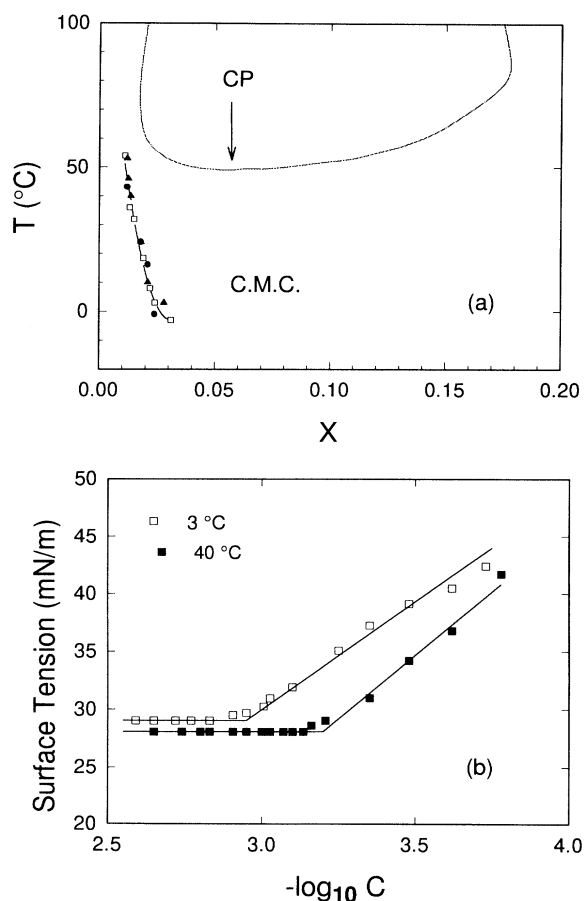 100
CP
50
T (°C)
C.M.C.
(a)
0
0.00 0.05 0.10 0.15 0.20
X
50
□ 3 °C
45
■ 40 °C
40
35
Surface Tension (mN/m)
30
25
(b)
20
2.5 3.0 3.5 4.0
-log10 C